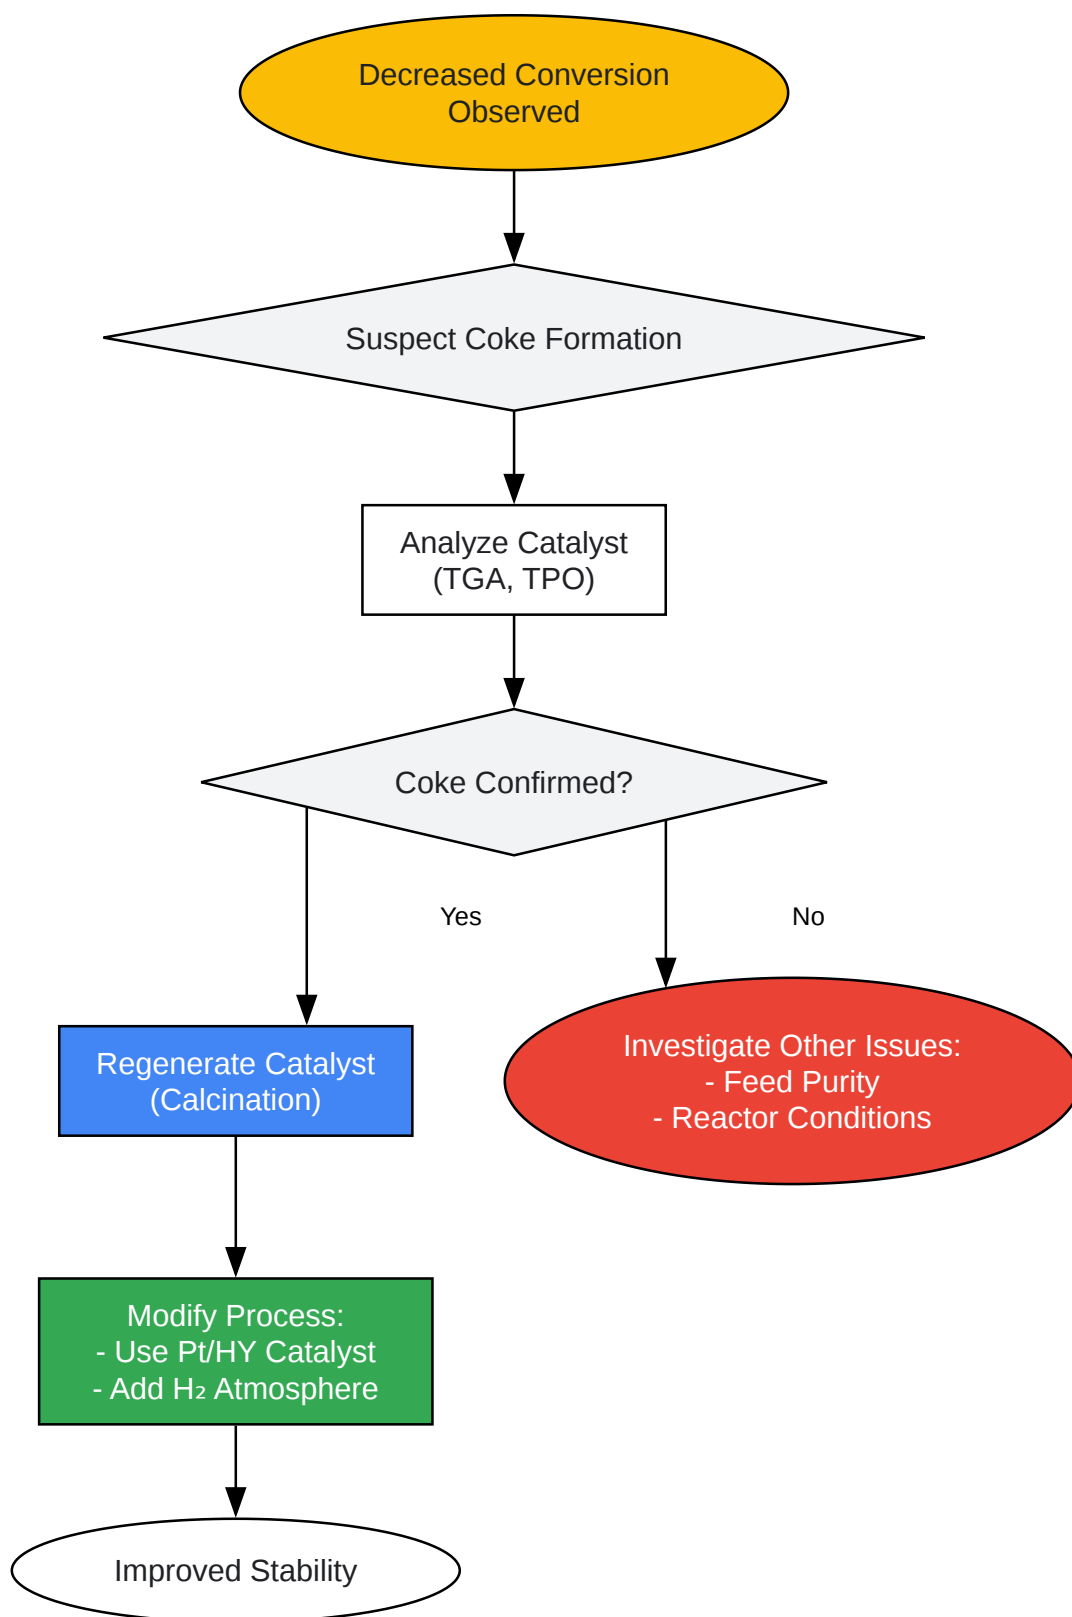 Decreased Conversion
Observed
Suspect Coke Formation
Analyze Catalyst
(TGA, TPO)
Coke Confirmed?
Yes
No
Regenerate Catalyst
(Calcination)
Investigate Other Issues:
- Feed Purity
- Reactor Conditions
Modify Process:
- Use Pt/HY Catalyst
- Add H₂ Atmosphere
Improved Stability